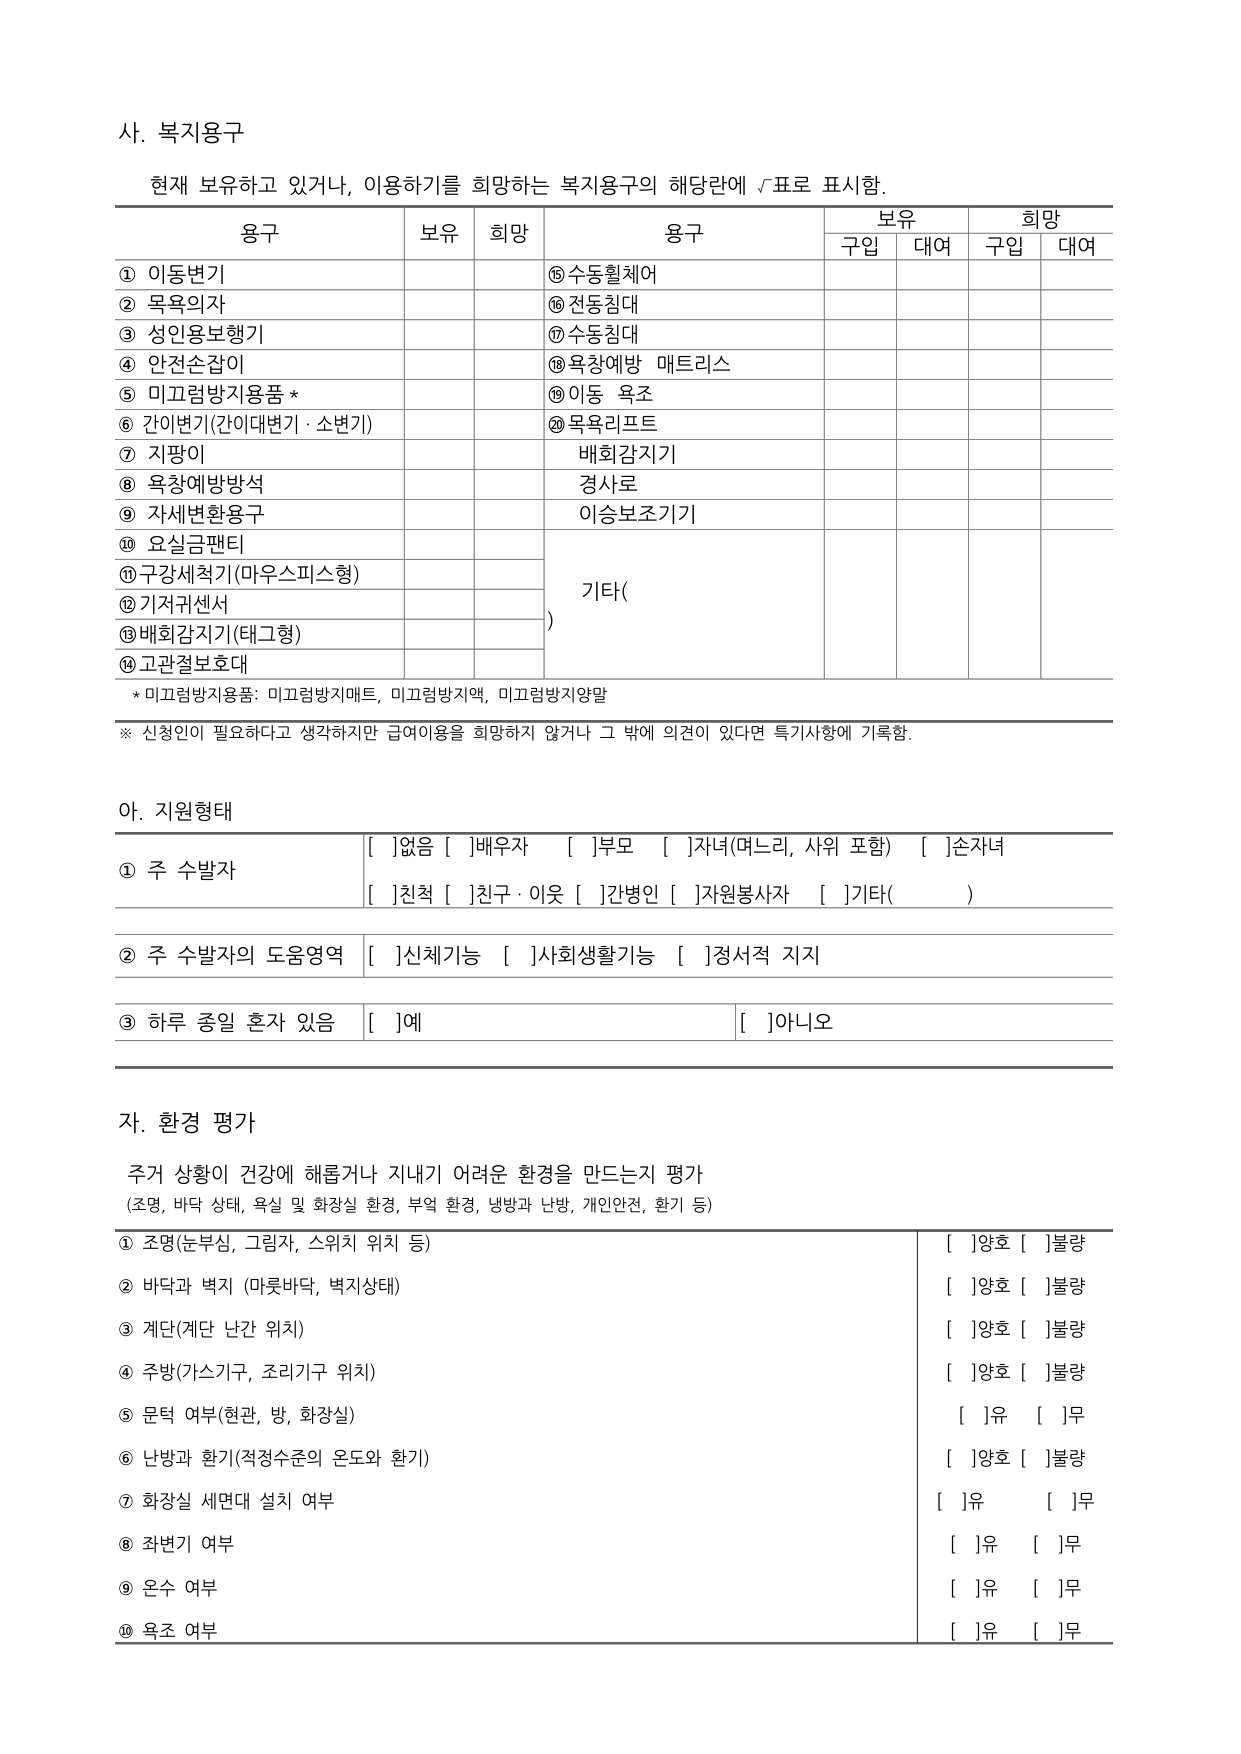 사. 복지용구
현재 보유하고 있거나, 이용하기를 희망하는 복지용구의 해당란에 √표로 표시함.
용구 보유 희망 용구 보유 희망
구입 대여 구입 대여
① 이동변기 ⑮수동휠체어
② 목욕의자 ⑯전동침대
③ 성인용보행기 ⑰수동침대
④ 안전손잡이 ⑱욕창예방 매트리스
⑤ 미끄럼방지용품* ⑲이동 욕조
⑥ 간이변기(간이대변기ㆍ소변기) ⑳목욕리프트
⑦ 지팡이 배회감지기
⑧ 욕창예방방석 경사로
⑨ 자세변환용구 이승보조기기
⑩ 요실금팬티
⑪구강세척기(마우스피스형) 기타(
⑫기저귀센서 )
⑬배회감지기(태그형)
⑭고관절보호대
*미끄럼방지용품: 미끄럼방지매트, 미끄럼방지액, 미끄럼방지양말
※ 신청인이 필요하다고 생각하지만 급여이용을 희망하지 않거나 그 밖에 의견이 있다면 특기사항에 기록함.
아. 지원형태
① 주 수발자 [ ]없음 [ ]배우자 [ ]부모 [ ]자녀(며느리, 사위 포함) [ ]손자녀
[ ]친척 [ ]친구ㆍ이웃 [ ]간병인 [ ]자원봉사자 [ ]기타( )
② 주 수발자의 도움영역 [ ]신체기능 [ ]사회생활기능 [ ]정서적 지지
③ 하루 종일 혼자 있음 [ ]예 [ ]아니오
자. 환경 평가
주거 상황이 건강에 해롭거나 지내기 어려운 환경을 만드는지 평가
(조명, 바닥 상태, 욕실 및 화장실 환경, 부엌 환경, 냉방과 난방, 개인안전, 환기 등)
① 조명(눈부심, 그림자, 스위치 위치 등) [ ]양호 [ ]불량
② 바닥과 벽지 (마룻바닥, 벽지상태) [ ]양호 [ ]불량
③ 계단(계단 난간 위치) [ ]양호 [ ]불량
④ 주방(가스기구, 조리기구 위치) [ ]양호 [ ]불량
⑤ 문턱 여부(현관, 방, 화장실) [ ]유 [ ]무
⑥ 난방과 환기(적정수준의 온도와 환기) [ ]양호 [ ]불량
⑦ 화장실 세면대 설치 여부 [ ]유 [ ]무
⑧ 좌변기 여부 [ ]유 [ ]무
⑨ 온수 여부 [ ]유 [ ]무
⑩ 욕조 여부 [ ]유 [ ]무